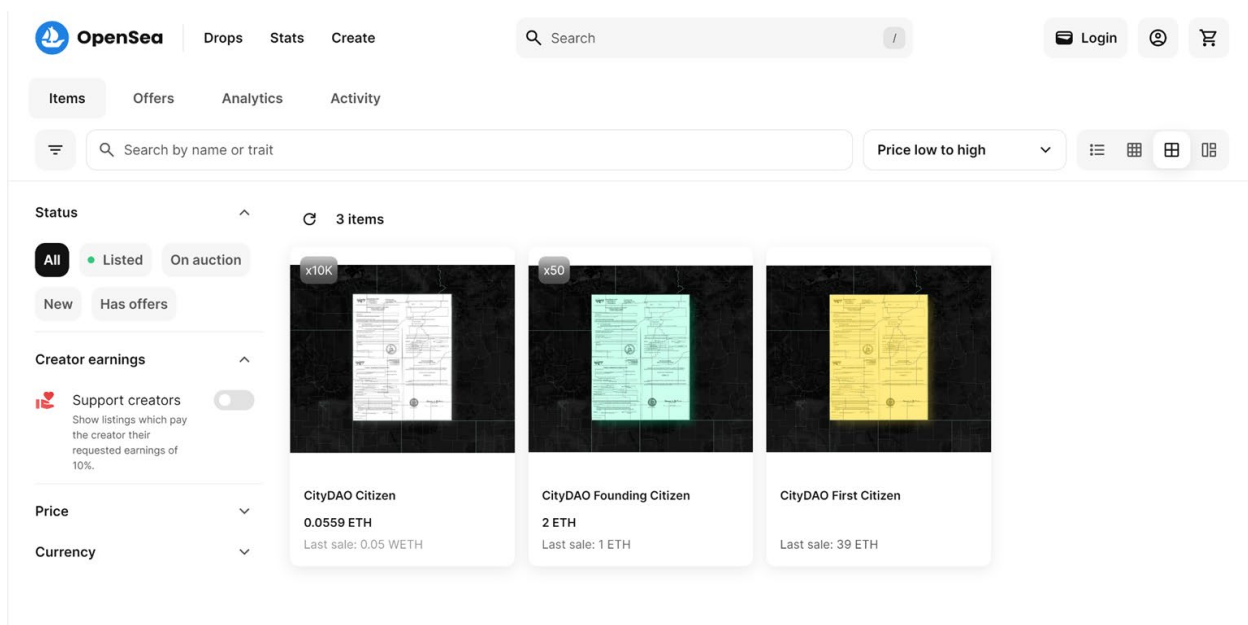 OpenSea
Drops
Stats
Create
Search
/
Login
Items
Offers
Analytics
Activity
Search by name or trait
Price low to high
Status
All
Listed
On auction
New
Has offers
Creator earnings
Support creators
Show listings which pay
the creator their
requested earnings of
10%.
Price
Currency
3 items
x10K
CityDAO Citizen
0.0559 ETH
Last sale: 0.05 WETH
x50
CityDAO Founding Citizen
2 ETH
Last sale: 1 ETH
CityDAO First Citizen
Last sale: 39 ETH